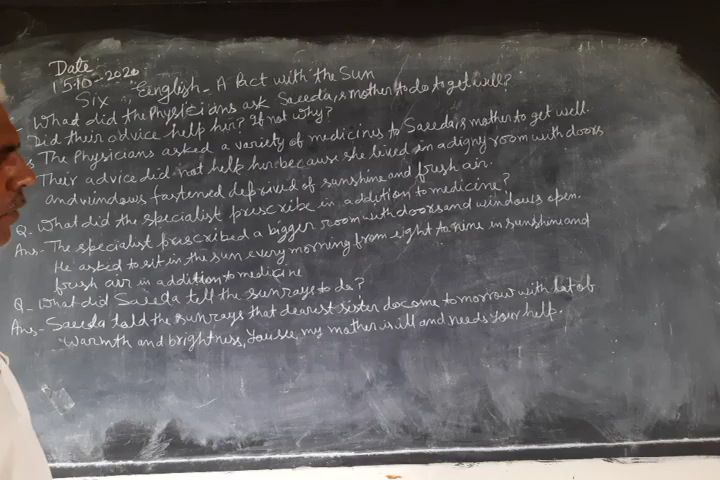 Date
15.10-2020
Six English - A Pact with the Sun
What did the Physicians ask Saeeda,s mother to do to get well?
Did their advice help her? If not why?
The Physicians asked a variety of medicines to Saeeda,s mother to get well.
Their advice did not help her because she lived in a digny room with doors
and windows fastened deprived of sunshine and fresh air.
Q. What did the specialist prescribe in addition to medicine?
Ans- The specialist prescribed a bigger room with doors and windows open.
He asked to sit in the sun every morning from eight to nine in sunshine and
fresh air in addition to medicine
Q- What did Saeeda tell the sunrays to do?
Ans- Saeeda told the sunrays that dearest sister do come tomorrow with lot of
warmth and brightness, You see, my mother is ill and needs your help.